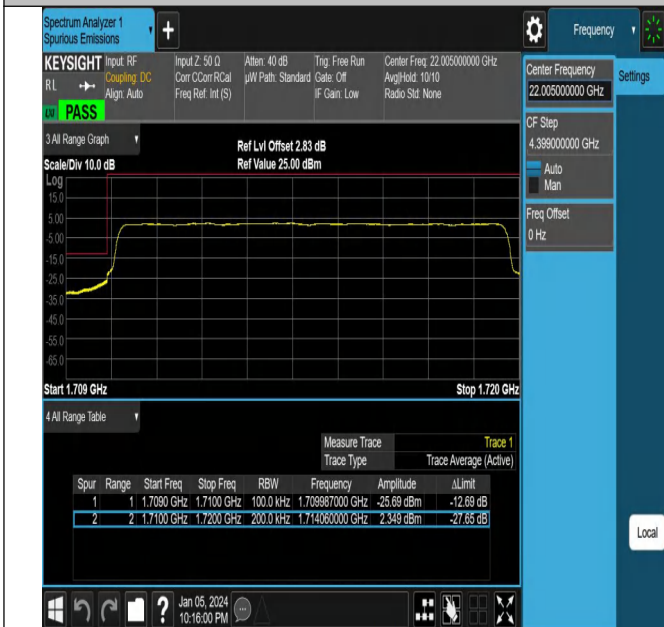 Spectrum Analyzer 1
Spurious Emissions
+
Frequency
KEYSIGHT
RL
LXI
PASS
Input: RF
Coupling: DC
Align: Auto
Input Z: 50 Ω
Corr CCorr RCal
Freq Ref: Int (S)
Atten: 40 dB
µW Path: Standard
Trig: Free Run
Gate: Off
IF Gain: Low
Center Freq: 22.005000000 GHz
Avg|Hold: 10/10
Radio Std: None
Center Frequency
22.005000000 GHz
Settings
CF Step
4.399000000 GHz
Auto
Man
Freq Offset
0 Hz
3 All Range Graph
Ref Lvl Offset 2.83 dB
Scale/Div 10.0 dB
Ref Value 25.00 dBm
Log
15.0
5.00
-5.00
-15.0
-25.0
-35.0
-45.0
-55.0
-65.0
Start 1.709 GHz
Stop 1.720 GHz
4 All Range Table
Measure Trace Trace 1
Trace Type Trace Average (Active)
Spur Range Start Freq Stop Freq RBW Frequency Amplitude ΔLimit
1 1 1.7090 GHz 1.7100 GHz 100.0 kHz 1.709987000 GHz -25.69 dBm -12.69 dB
2 2 1.7100 GHz 1.7200 GHz 200.0 kHz 1.714060000 GHz 2.349 dBm -27.65 dB
Local
?
Jan 05, 2024
10:16:00 PM